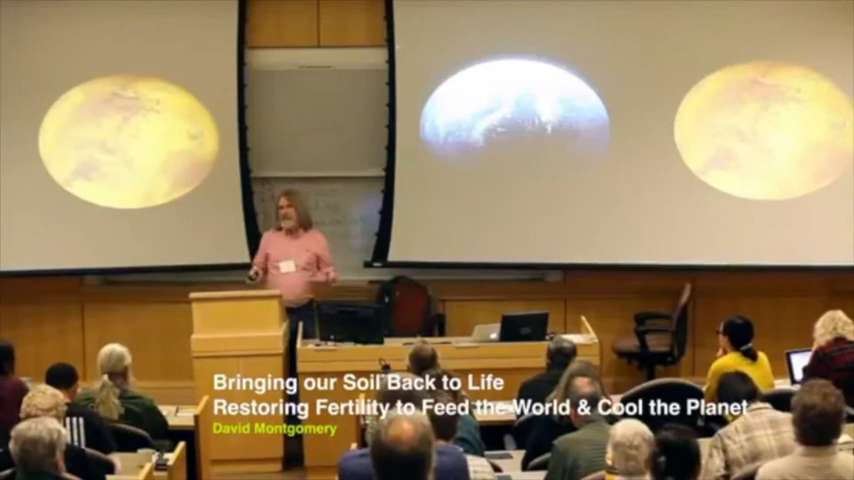 Bringing our Soil Back to Life
Restoring Fertility to Feed the World & Cool the Planet
David Montgomery